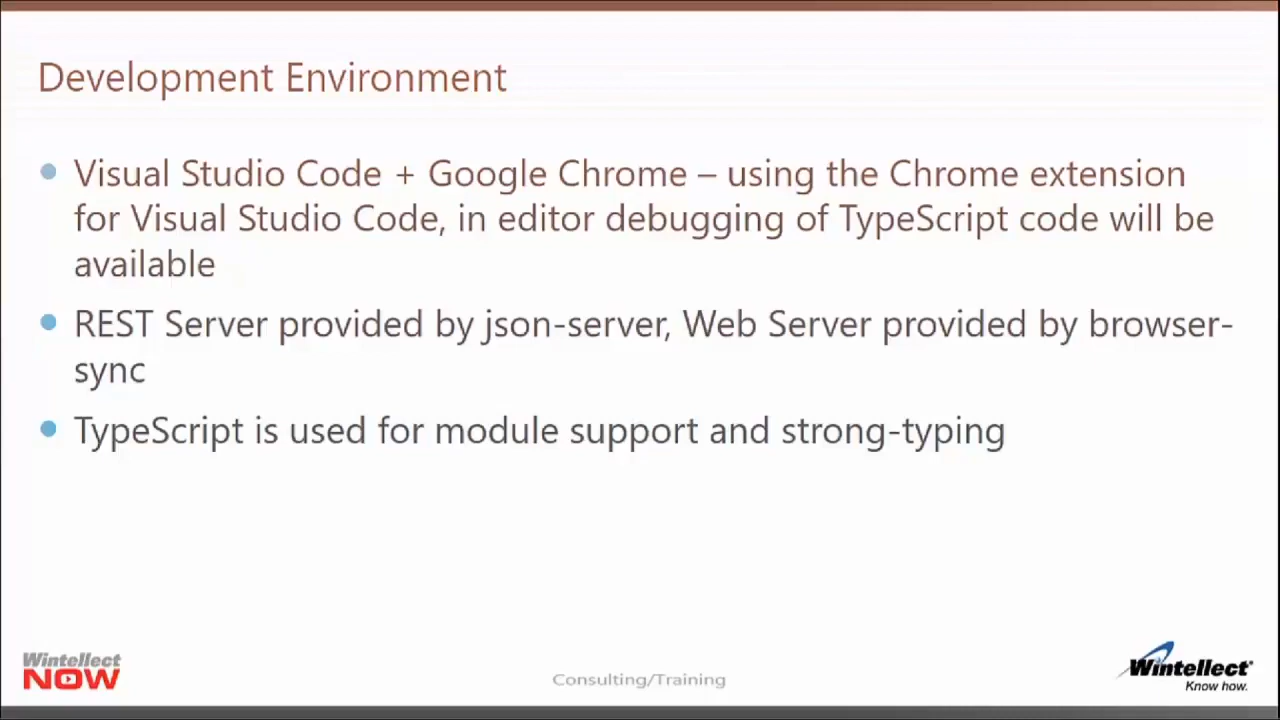 Development Environment
Visual Studio Code + Google Chrome – using the Chrome extension
for Visual Studio Code, in editor debugging of TypeScript code will be
available
REST Server provided by json-server, Web Server provided by browser-
sync
TypeScript is used for module support and strong-typing
Wintellect
NOW
Consulting/Training
Wintellect
Know how.